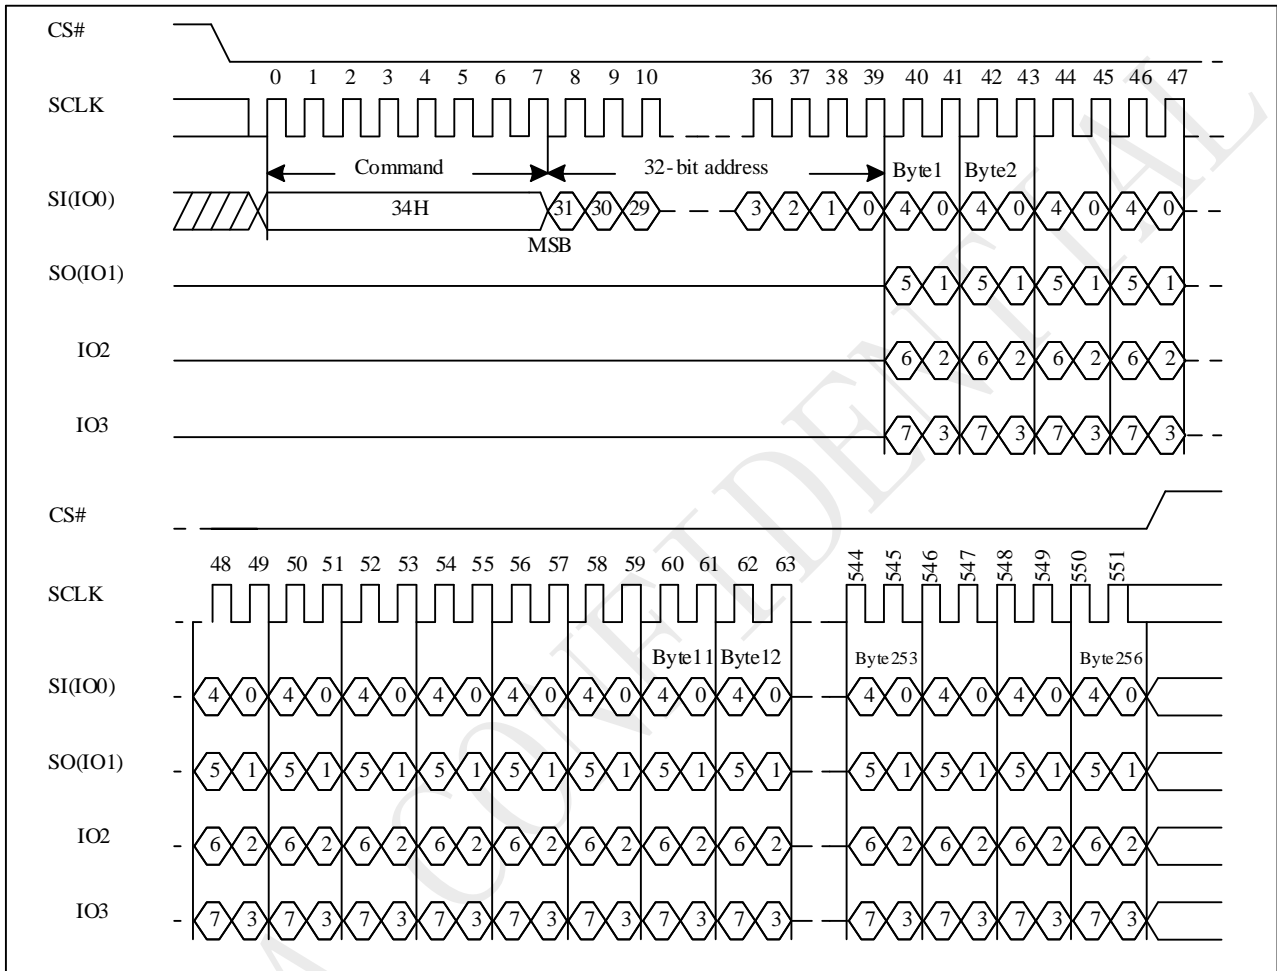 CS#
0 1 2 3 4 5 6 7 8 9 10 36 37 38 39 40 41 42 43 44 45 46 47
SCLK
Command 32-bit address Byte1 Byte2
SI(IO0) 34H 31 30 29 3 2 1 0 4 0 4 0 4 0 4 0
MSB
SO(IO1) 5 1 5 1 5 1 5 1
IO2 6 2 6 2 6 2 6 2
IO3 7 3 7 3 7 3 7 3
CS#
48 49 50 51 52 53 54 55 56 57 58 59 60 61 62 63 544 545 546 547 548 549 550 551
SCLK
Byte11 Byte12 Byte253 Byte256
SI(IO0) 4 0 4 0 4 0 4 0 4 0 4 0 4 0 4 0 4 0 4 0 4 0 4 0
SO(IO1) 5 1 5 1 5 1 5 1 5 1 5 1 5 1 5 1 5 1 5 1 5 1 5 1
IO2 6 2 6 2 6 2 6 2 6 2 6 2 6 2 6 2 6 2 6 2 6 2 6 2
IO3 7 3 7 3 7 3 7 3 7 3 7 3 7 3 7 3 7 3 7 3 7 3 7 3
CONFIDENTIAL